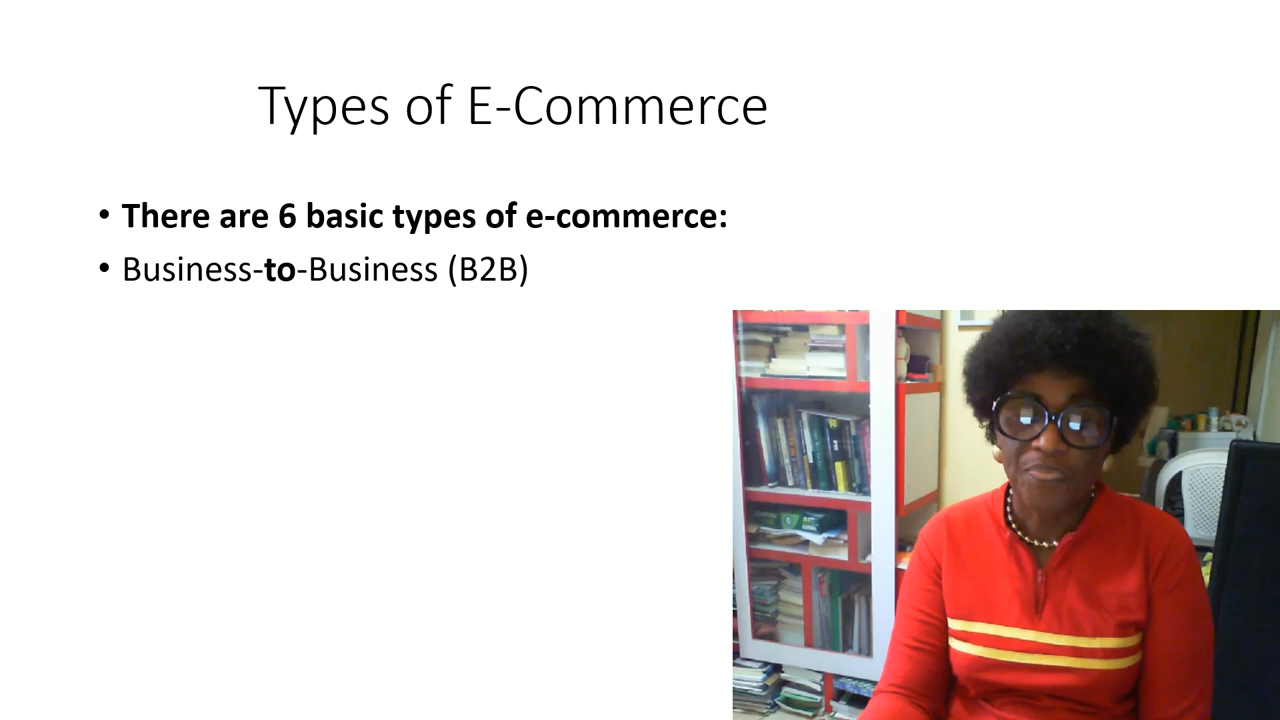 Types of E-Commerce
• There are 6 basic types of e-commerce:
• Business-to-Business (B2B)